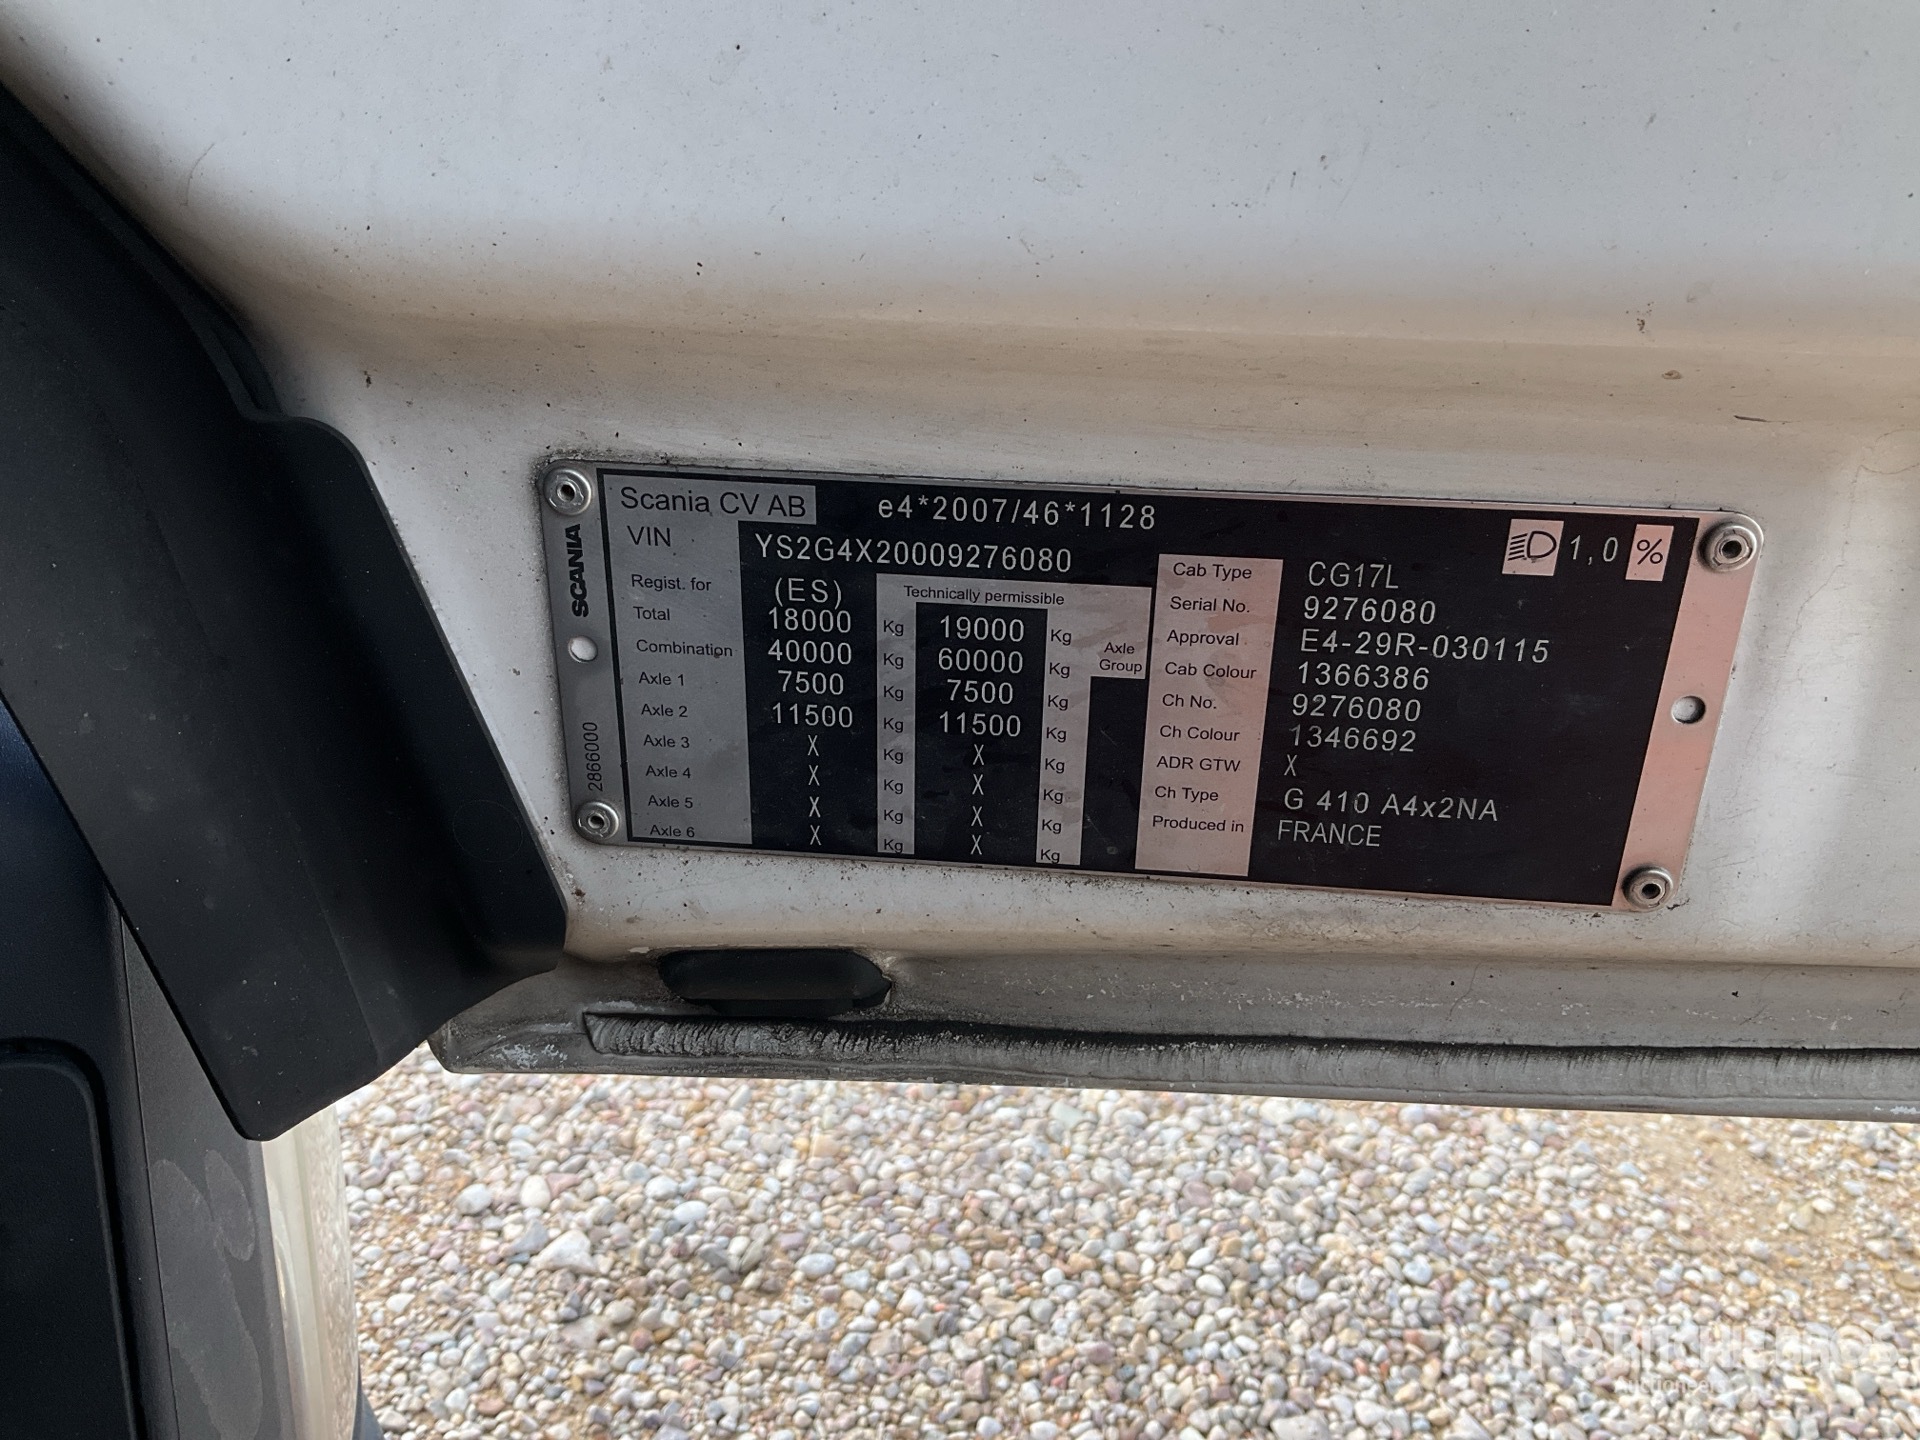 Scania CV AB e4*2007/46*1128
VIN YS2G4X20009276080
1,0 %
SCANIA
2866000
Regist. for (ES) Technically permissible
Total 18000 Kg 19000 Kg
Combination 40000 Kg 60000 Kg Axle Group
Axle 1 7500 Kg 7500 Kg
Axle 2 11500 Kg 11500 Kg
Axle 3 X Kg X Kg
Axle 4 X Kg X Kg
Axle 5 X Kg X Kg
Axle 6 X Kg X Kg
Cab Type CG17L
Serial No. 9276080
Approval E4-29R-030115
Cab Colour 1366386
Ch No. 9276080
Ch Colour 1346692
ADR GTW X
Ch Type G 410 A4x2NA
Produced in FRANCE